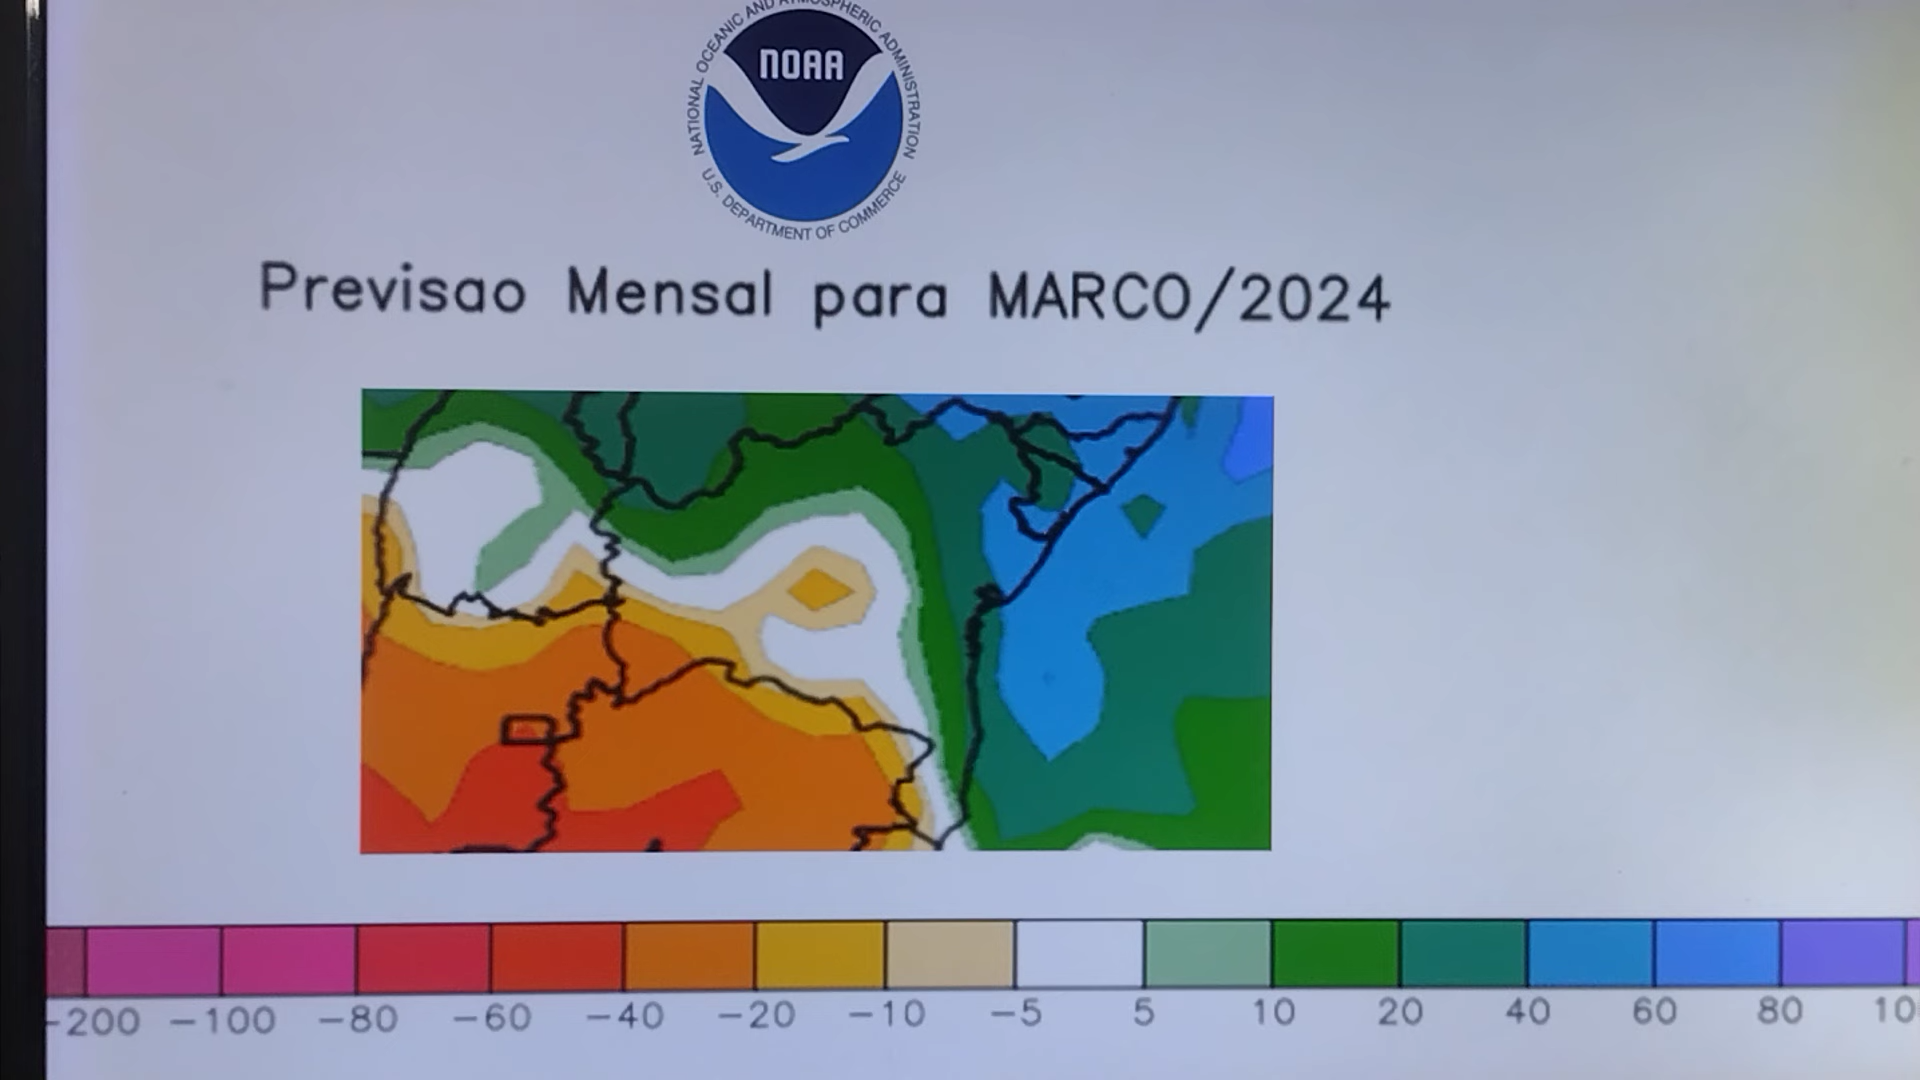 NATIONAL OCEANIC AND ATMOSPHERIC ADMINISTRATION
NOAA
U.S. DEPARTMENT OF COMMERCE
Previsao Mensal para MARCO/2024
-200 -100 -80 -60 -40 -20 -10 -5 5 10 20 40 60 80